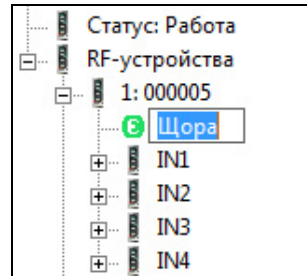 Статус: Работа
RF-устройства
1: 000005
Щора
IN1
IN2
IN3
IN4